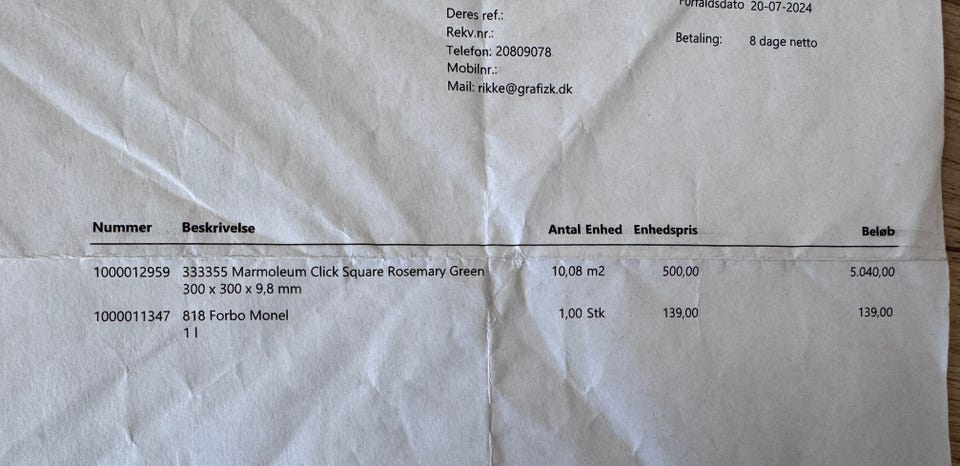 Deres ref.:
Rekv.nr.:
Telefon: 20809078
Mobilnr.:
Mail: rikke@grafizk.dk
Forfaldsdato 20-07-2024
Betaling: 8 dage netto
Nummer Beskrivelse Antal Enhed Enhedspris Beløb
1000012959 333355 Marmoleum Click Square Rosemary Green 10,08 m2 500,00 5.040,00
300 x 300 x 9,8 mm
1000011347 818 Forbo Monel 1,00 Stk 139,00 139,00
1 l